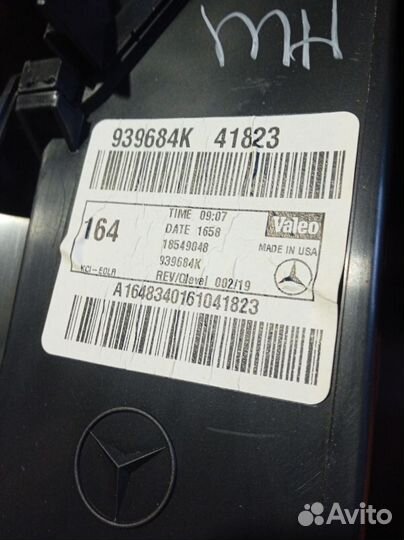 WH
939684K 41823
164
TIME 09:07
DATE 1658
18549048
939684K
REV/Clevel 002/19
KCI-EOLR
Valeo
MADE IN USA
A1648340161041823
Avito